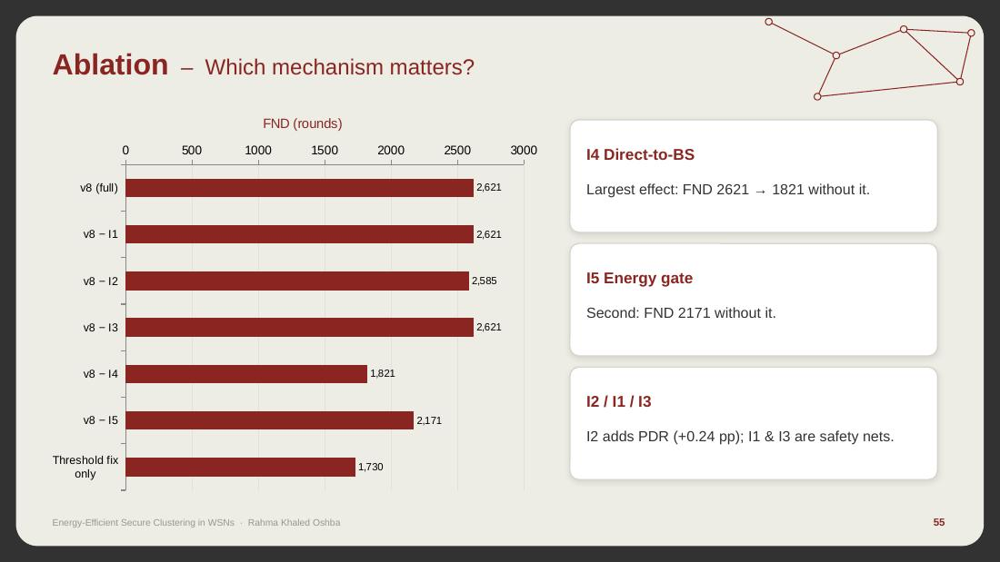 Ablation – Which mechanism matters?
FND (rounds)
0 500 1000 1500 2000 2500 3000
v8 (full) 2,621
v8 − I1 2,621
v8 − I2 2,585
v8 − I3 2,621
v8 − I4 1,821
v8 − I5 2,171
Threshold fix
only 1,730
I4 Direct-to-BS
Largest effect: FND 2621 → 1821 without it.
I5 Energy gate
Second: FND 2171 without it.
I2 / I1 / I3
I2 adds PDR (+0.24 pp); I1 & I3 are safety nets.
Energy-Efficient Secure Clustering in WSNs · Rahma Khaled Oshba
55